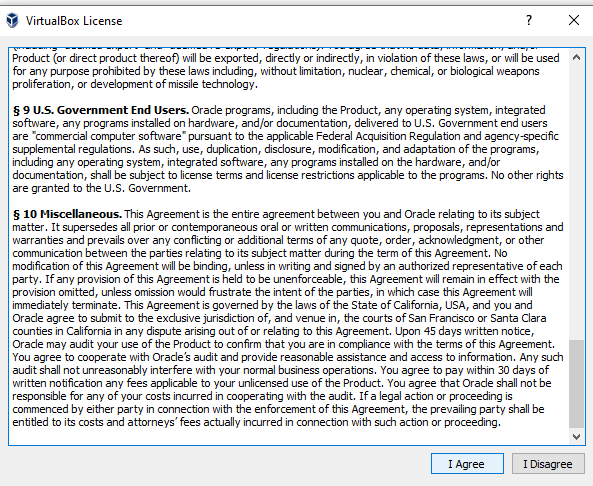 VirtualBox License
?
Product (or direct product thereof) will be exported, directly or indirectly, in violation of these laws, or will be used
for any purpose prohibited by these laws including, without limitation, nuclear, chemical, or biological weapons
proliferation, or development of missile technology.
§ 9 U.S. Government End Users. Oracle programs, including the Product, any operating system, integrated
software, any programs installed on hardware, and/or documentation, delivered to U.S. Government end users
are "commercial computer software" pursuant to the applicable Federal Acquisition Regulation and agency-specific
supplemental regulations. As such, use, duplication, disclosure, modification, and adaptation of the programs,
including any operating system, integrated software, any programs installed on the hardware, and/or
documentation, shall be subject to license terms and license restrictions applicable to the programs. No other rights
are granted to the U.S. Government.
§ 10 Miscellaneous. This Agreement is the entire agreement between you and Oracle relating to its subject
matter. It supersedes all prior or contemporaneous oral or written communications, proposals, representations and
warranties and prevails over any conflicting or additional terms of any quote, order, acknowledgment, or other
communication between the parties relating to its subject matter during the term of this Agreement. No
modification of this Agreement will be binding, unless in writing and signed by an authorized representative of each
party. If any provision of this Agreement is held to be unenforceable, this Agreement will remain in effect with the
provision omitted, unless omission would frustrate the intent of the parties, in which case this Agreement will
immediately terminate. This Agreement is governed by the laws of the State of California, USA, and you and
Oracle agree to submit to the exclusive jurisdiction of, and venue in, the courts of San Francisco or Santa Clara
counties in California in any dispute arising out of or relating to this Agreement. Upon 45 days written notice,
Oracle may audit your use of the Product to confirm that you are in compliance with the terms of this Agreement.
You agree to cooperate with Oracle’s audit and provide reasonable assistance and access to information. Any such
audit shall not unreasonably interfere with your normal business operations. You agree to pay within 30 days of
written notification any fees applicable to your unlicensed use of the Product. You agree that Oracle shall not be
responsible for any of your costs incurred in cooperating with the audit. If a legal action or proceeding is
commenced by either party in connection with the enforcement of this Agreement, the prevailing party shall be
entitled to its costs and attorneys’ fees actually incurred in connection with such action or proceeding.
I Agree
I Disagree